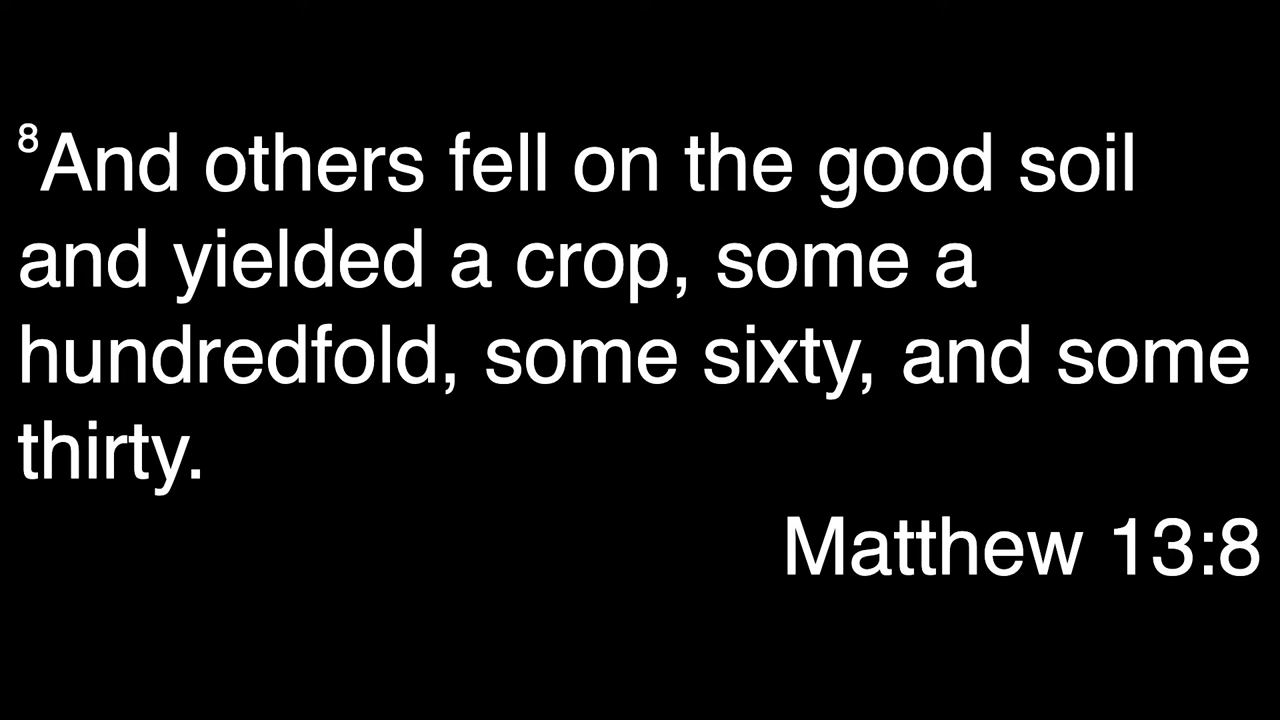 ⁸And others fell on the good soil
and yielded a crop, some a
hundredfold, some sixty, and some
thirty.
Matthew 13:8